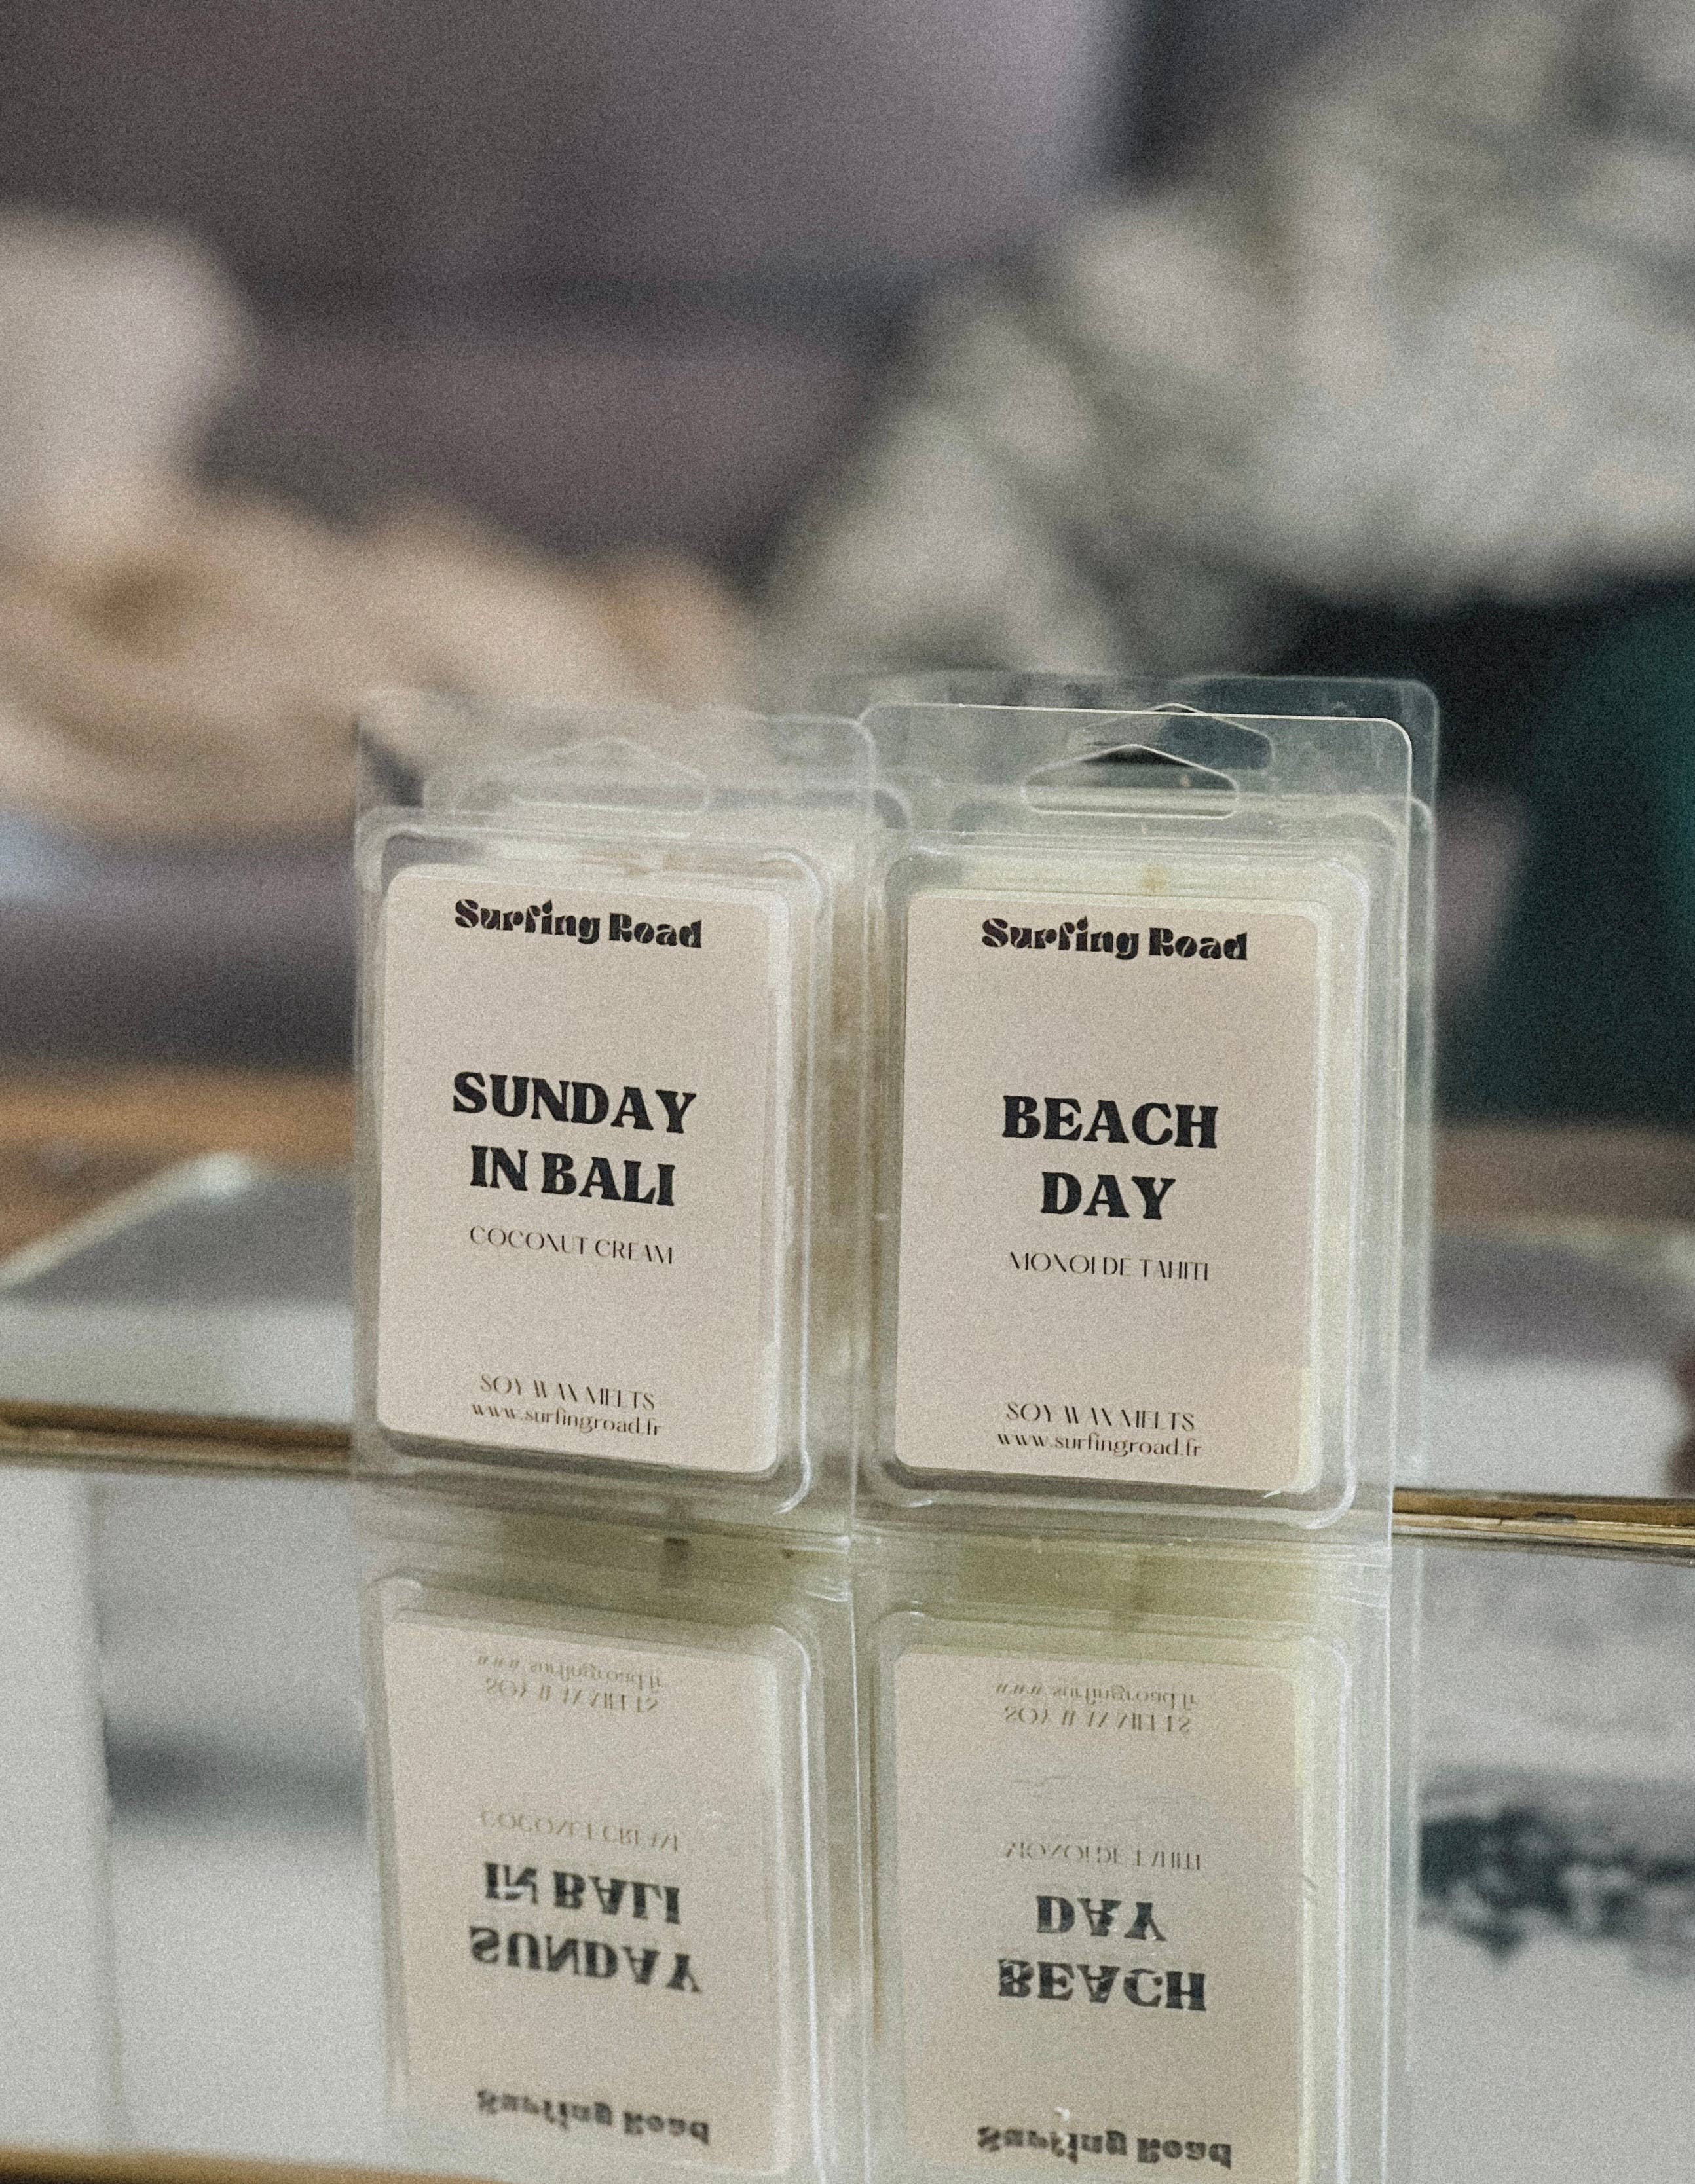 Surfing Road
SUNDAY
IN BALI
COCONUT CREAM
SOY WAX MELTS
www.surfingroad.fr
Surfing Road
BEACH
DAY
MONOI DE TAHITI
SOY WAX MELTS
www.surfingroad.fr